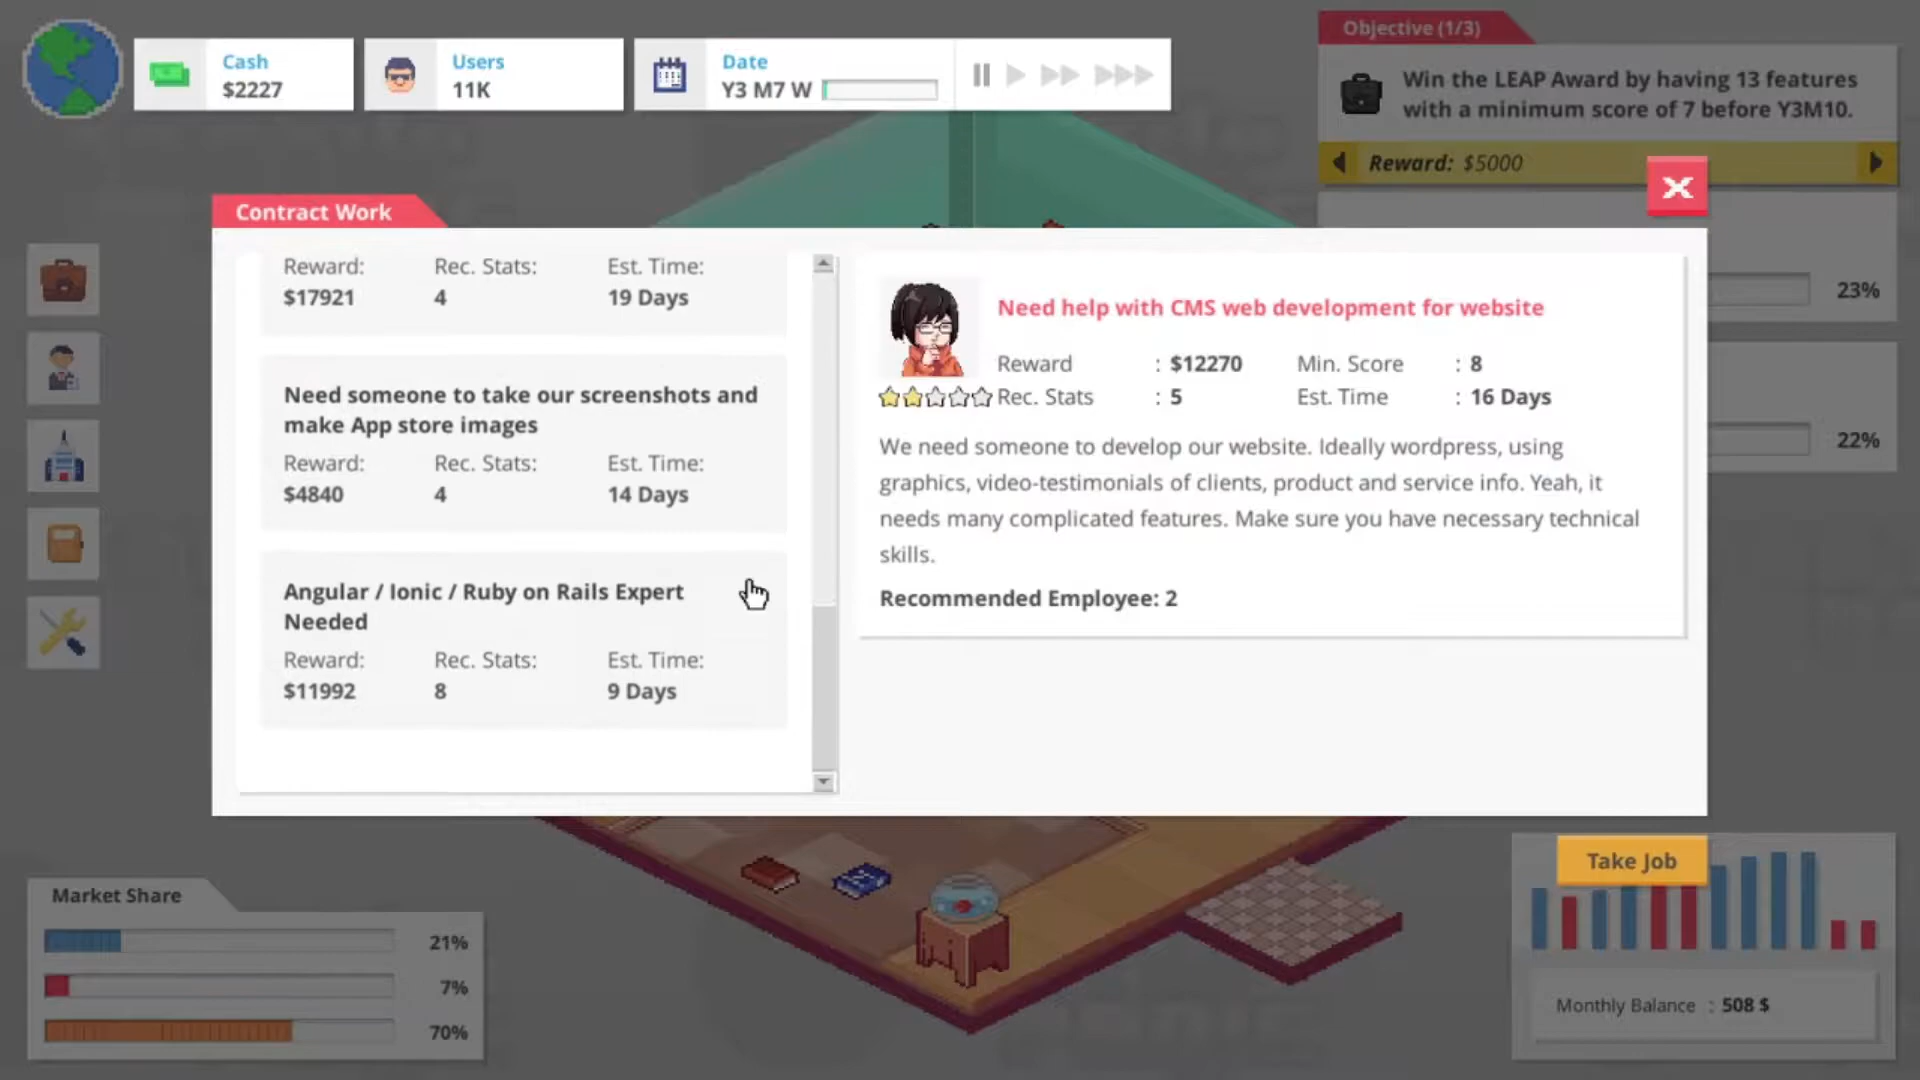 Cash
$2227
Users
11K
Date
Y3 M7 W
Objective (1/3)
Win the LEAP Award by having 13 features
with a minimum score of 7 before Y3M10.
Reward: $5000
23%
22%
Contract Work
Reward: Rec. Stats: Est. Time:
$17921 4 19 Days
Need someone to take our screenshots and
make App store images
Reward: Rec. Stats: Est. Time:
$4840 4 14 Days
Angular / Ionic / Ruby on Rails Expert
Needed
Reward: Rec. Stats: Est. Time:
$11992 8 9 Days
Need help with CMS web development for website
Reward : $12270 Min. Score : 8
Rec. Stats : 5 Est. Time : 16 Days
We need someone to develop our website. Ideally wordpress, using
graphics, video-testimonials of clients, product and service info. Yeah, it
needs many complicated features. Make sure you have necessary technical
skills.
Recommended Employee: 2
Take Job
Market Share
21%
7%
70%
Monthly Balance : 508 $